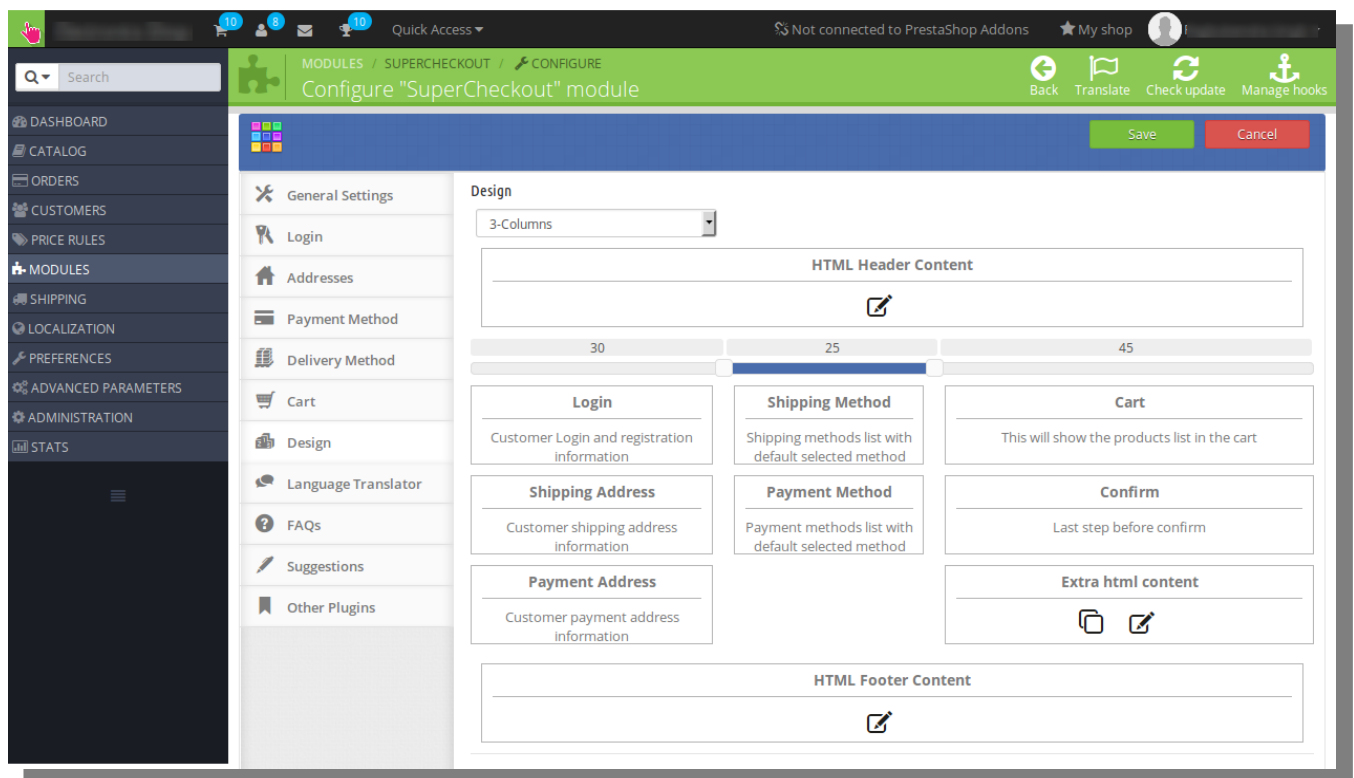 10
8
10
Quick Access
Not connected to PrestaShop Addons
My shop
Search
MODULES / SUPERCHECKOUT / CONFIGURE
Configure "SuperCheckout" module
Back
Translate
Check update
Manage hooks
DASHBOARD
CATALOG
ORDERS
CUSTOMERS
PRICE RULES
MODULES
SHIPPING
LOCALIZATION
PREFERENCES
ADVANCED PARAMETERS
ADMINISTRATION
STATS
Save
Cancel
General Settings
Login
Addresses
Payment Method
Delivery Method
Cart
Design
Language Translator
FAQs
Suggestions
Other Plugins
Design
3-Columns
HTML Header Content
30
25
45
Login
Customer Login and registration
information
Shipping Method
Shipping methods list with
default selected method
Cart
This will show the products list in the cart
Shipping Address
Customer shipping address
information
Payment Method
Payment methods list with
default selected method
Confirm
Last step before confirm
Payment Address
Customer payment address
information
Extra html content
HTML Footer Content